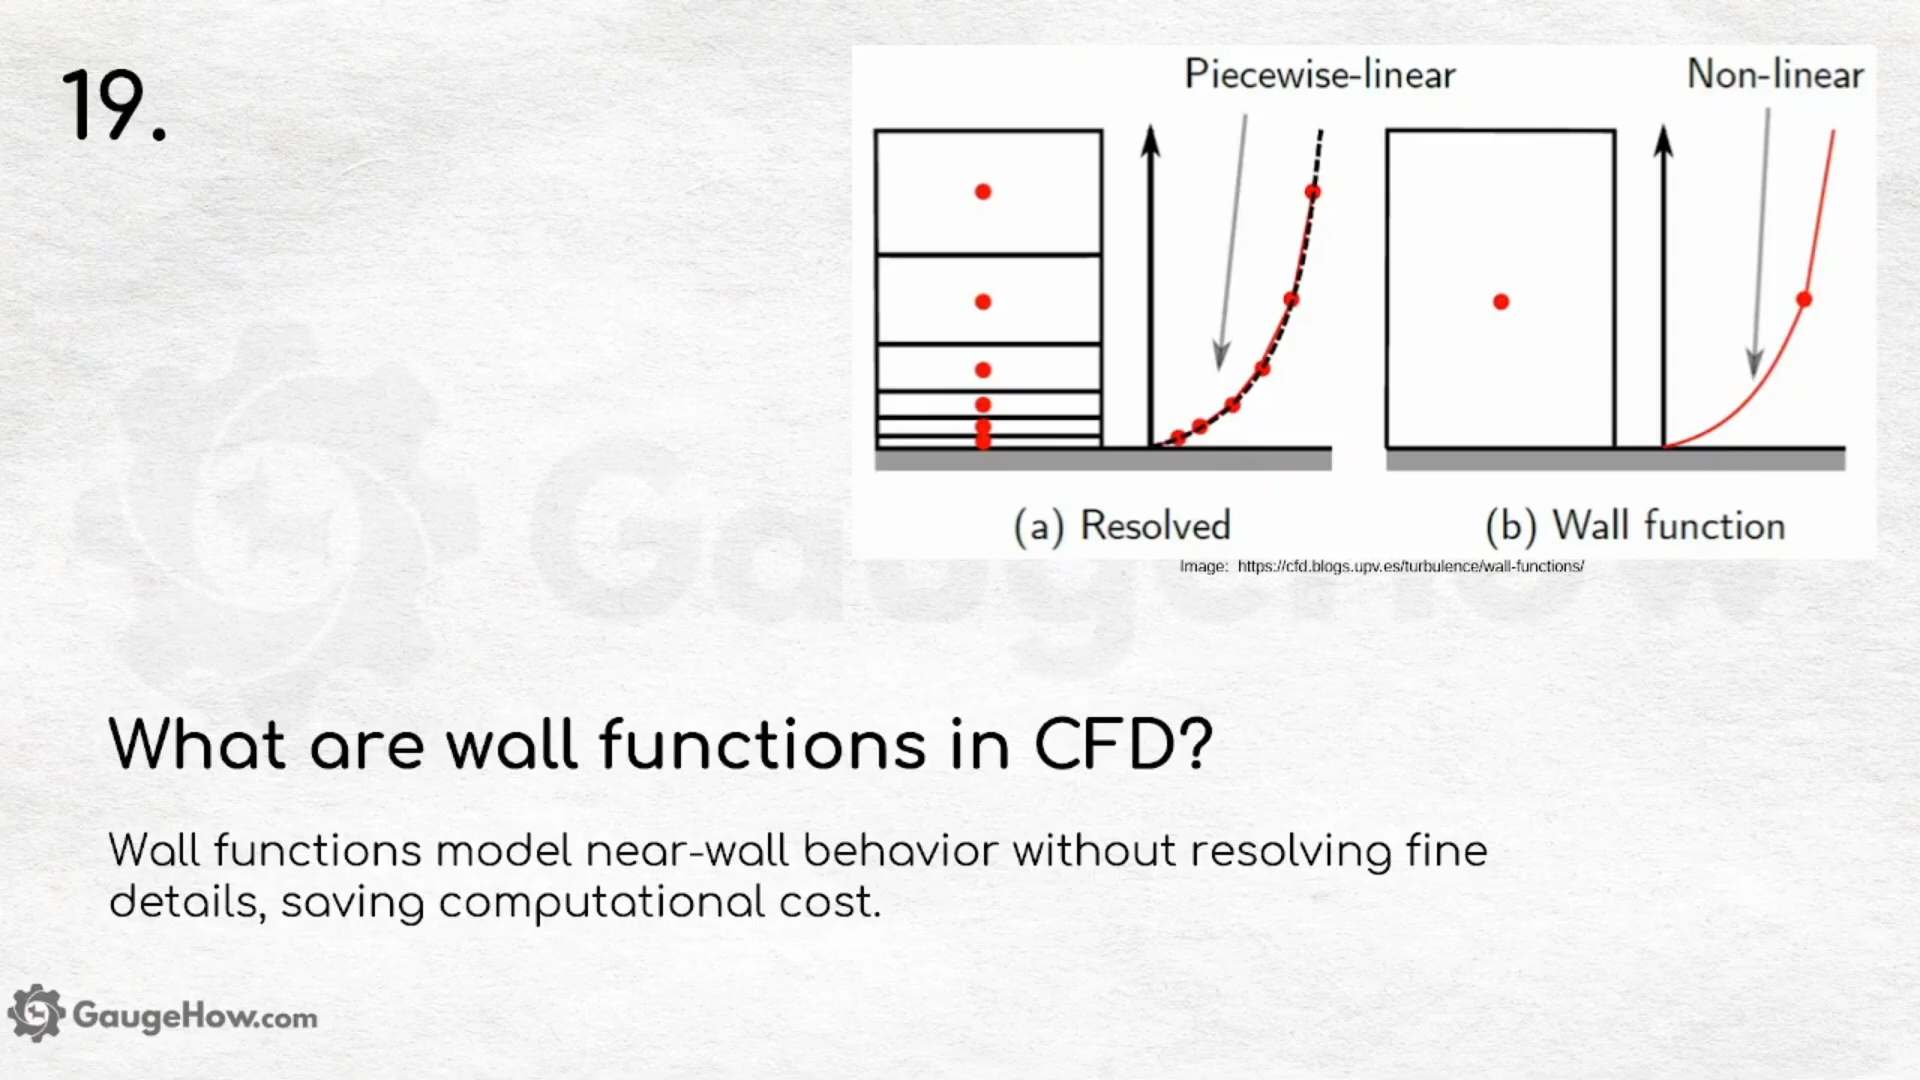 19.
Piecewise-linear
Non-linear
(a) Resolved
(b) Wall function
Image: https://cfd.blogs.upv.es/turbulence/wall-functions/
GaugeHow
What are wall functions in CFD?
Wall functions model near-wall behavior without resolving fine
details, saving computational cost.
GaugeHow.com